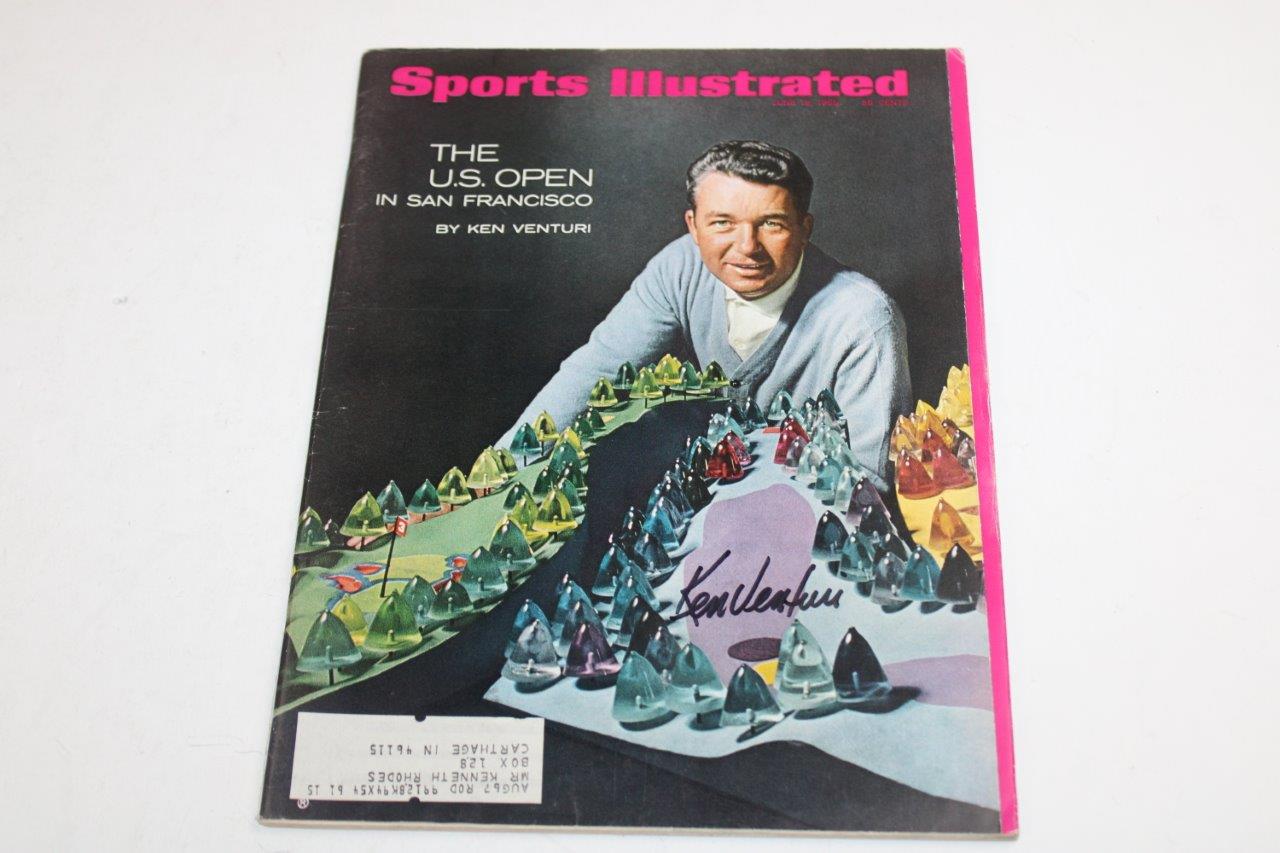 Sports Illustrated
60 CENTS
THE
U.S. OPEN
IN SAN FRANCISCO
BY KEN VENTURI
Ken Venturi
AUG67 ROD 99128K94X54 61 15
MR KENNETH RHODES
BOX 128
CARTHAGE IN 46115
®